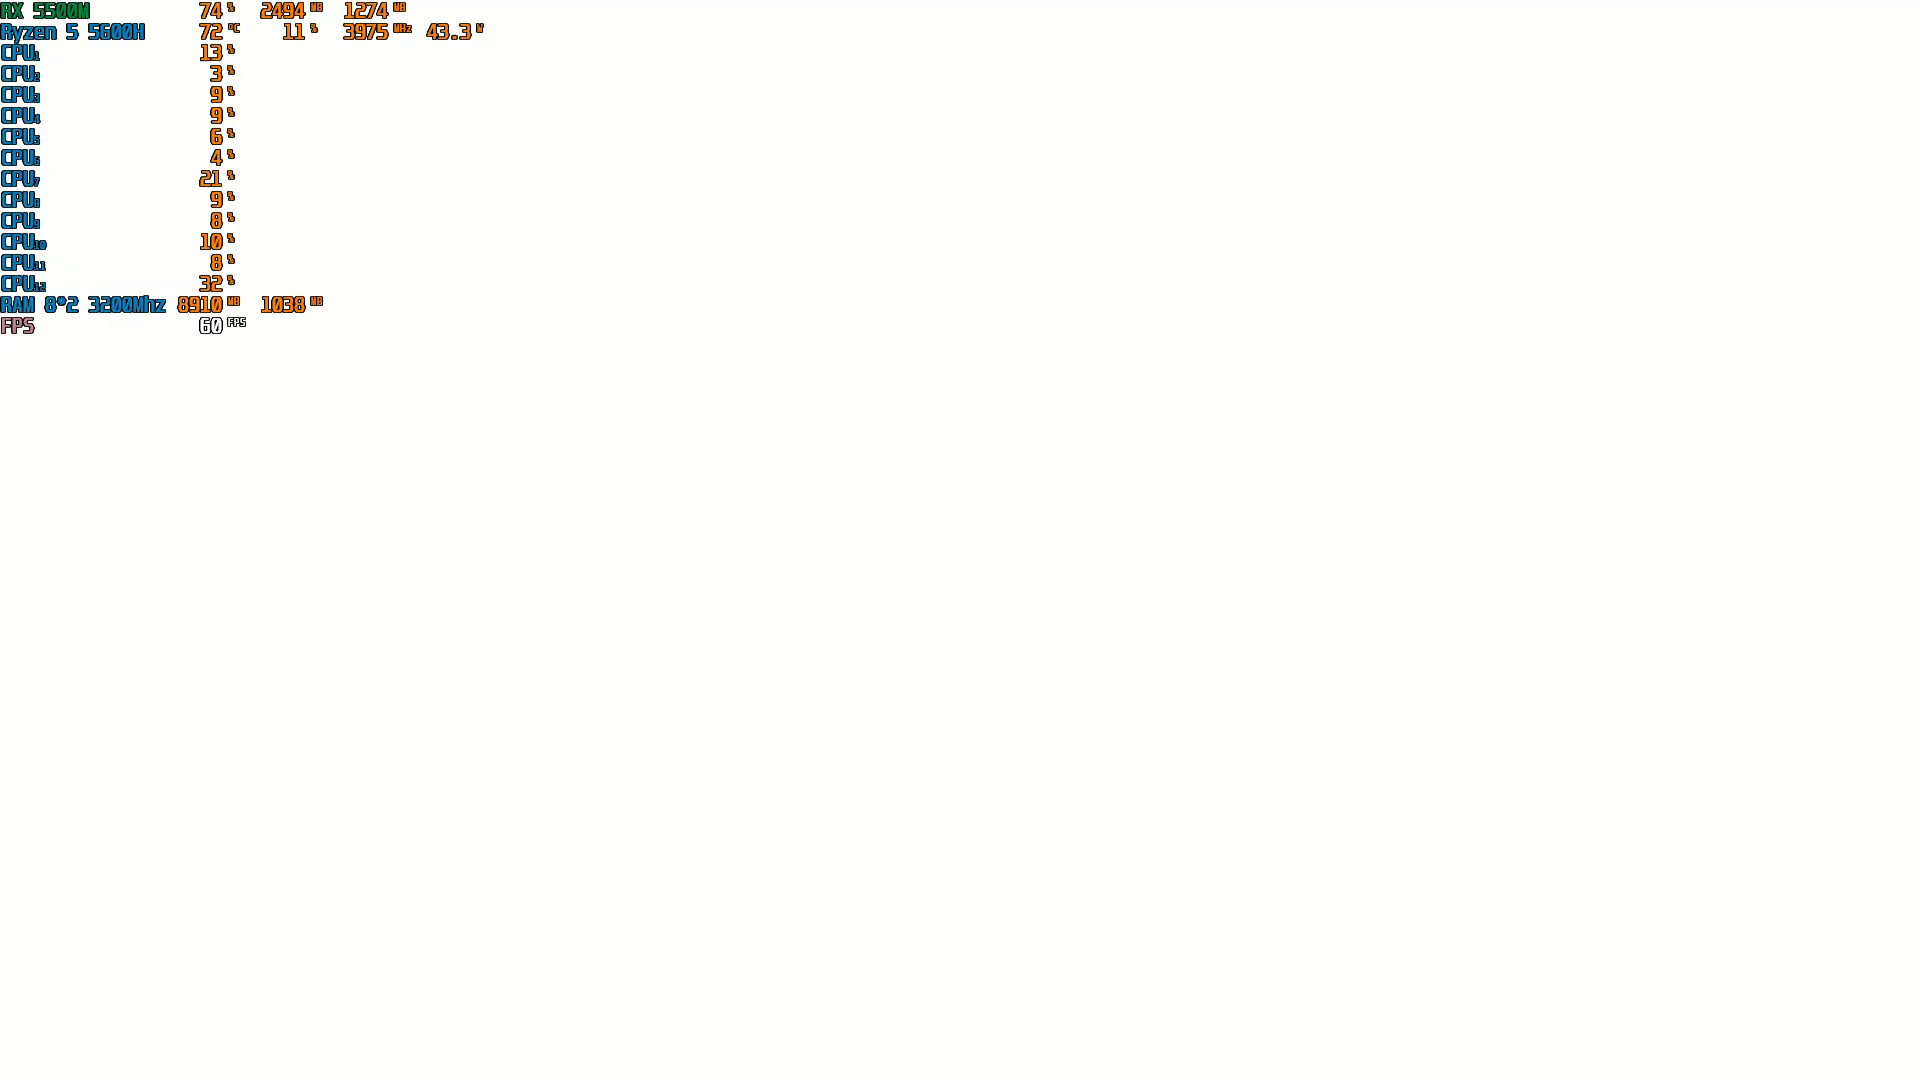 RX 5500M 74 % 2494 MB 1274 MB
Ryzen 5 5600H 72 °C 11 % 3975 MHz 43.3 W
CPU1 13 %
CPU2 3 %
CPU3 9 %
CPU4 9 %
CPU5 6 %
CPU6 4 %
CPU7 21 %
CPU8 9 %
CPU9 8 %
CPU10 10 %
CPU11 8 %
CPU12 32 %
RAM 8*2 3200Mhz 8910 MB 1038 MB
FPS 60 FPS